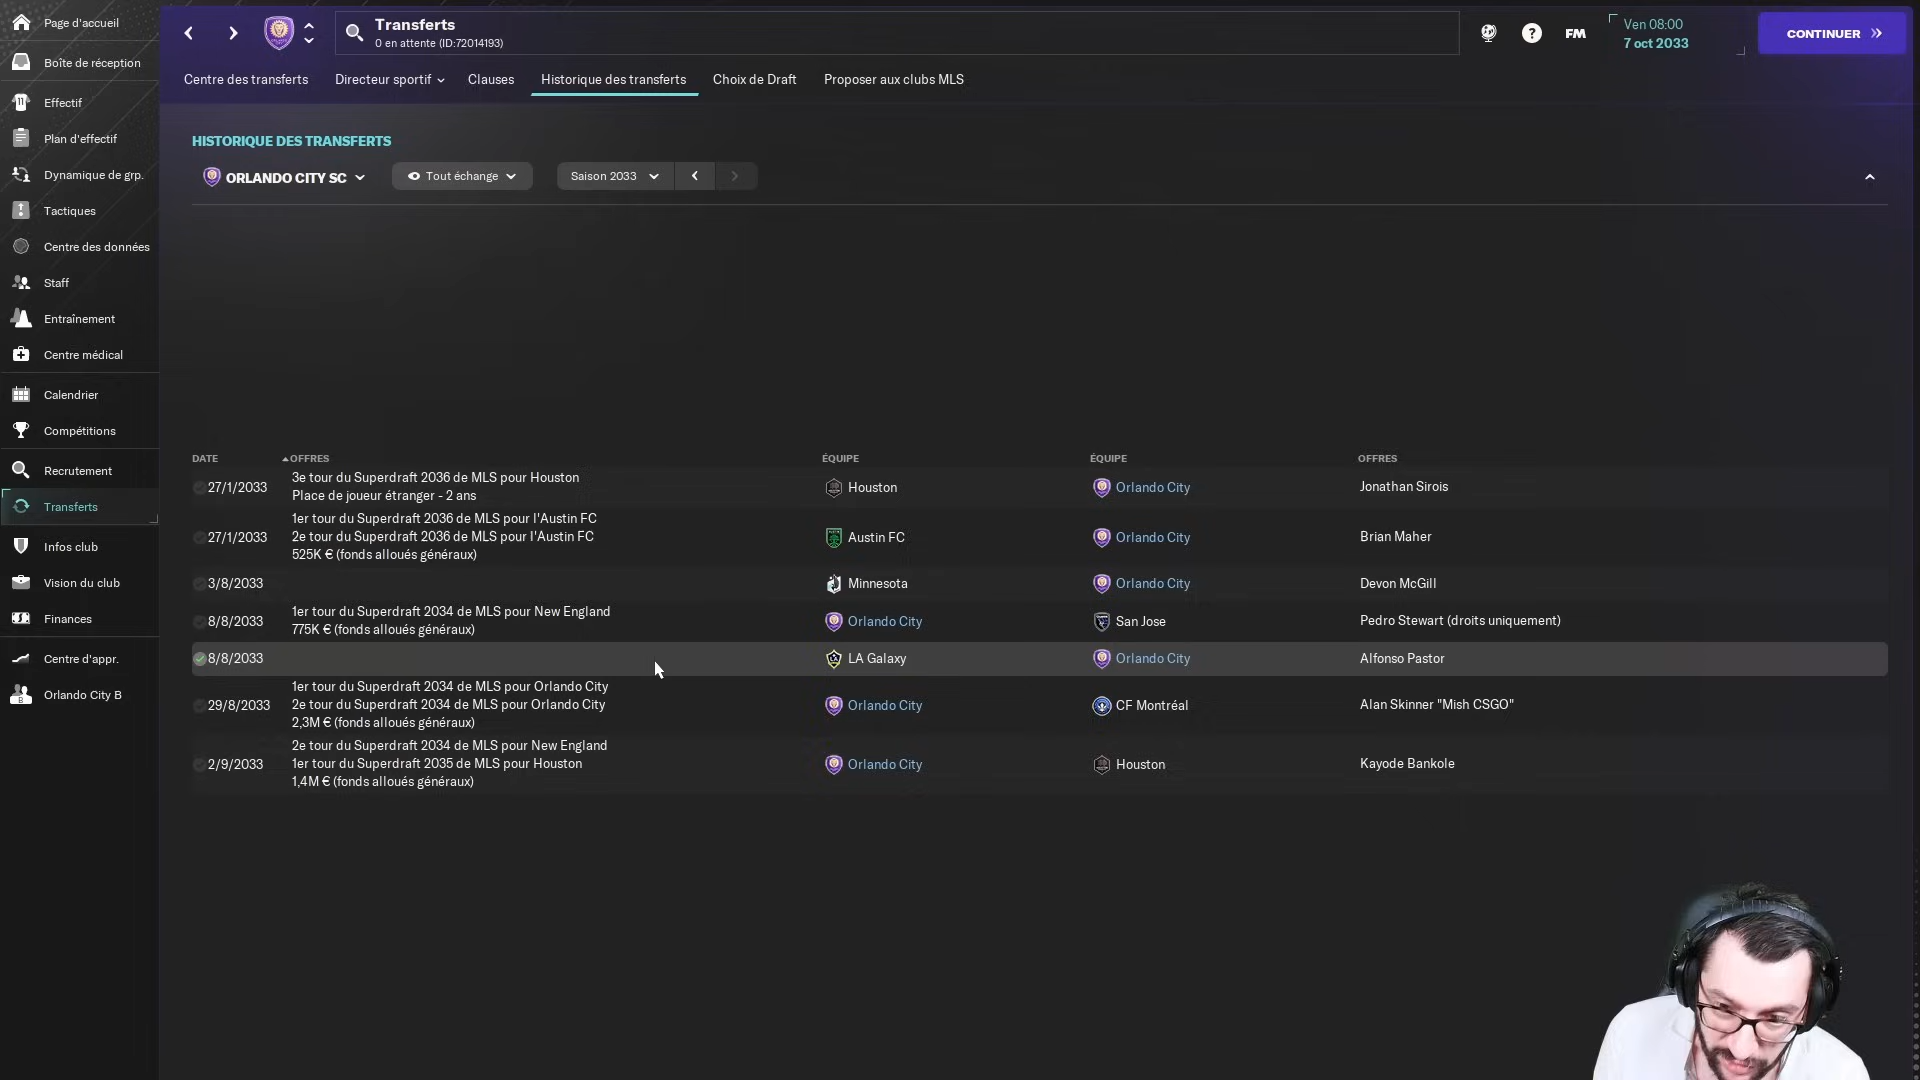 Page d'accueil
Boîte de réception
Effectif
Plan d'effectif
Dynamique de grp.
Tactiques
Centre des données
Staff
Entraînement
Centre médical
Calendrier
Compétitions
Recrutement
Transferts
Infos club
Vision du club
Finances
Centre d'appr.
Orlando City B
Transferts
0 en attente (ID:72014193)
FM
Ven 08:00
7 oct 2033
CONTINUER
Centre des transferts
Directeur sportif
Clauses
Historique des transferts
Choix de Draft
Proposer aux clubs MLS
HISTORIQUE DES TRANSFERTS
ORLANDO CITY SC
Tout échange
Saison 2033
DATE OFFRES ÉQUIPE ÉQUIPE OFFRES
3e tour du Superdraft 2036 de MLS pour Houston
27/1/2033 Houston Orlando City Jonathan Sirois
Place de joueur étranger - 2 ans
1er tour du Superdraft 2036 de MLS pour l'Austin FC
27/1/2033 2e tour du Superdraft 2036 de MLS pour l'Austin FC Austin FC Orlando City Brian Maher
525K € (fonds alloués généraux)
3/8/2033 Minnesota Orlando City Devon McGill
1er tour du Superdraft 2034 de MLS pour New England
8/8/2033 Orlando City San Jose Pedro Stewart (droits uniquement)
775K € (fonds alloués généraux)
8/8/2033 LA Galaxy Orlando City Alfonso Pastor
1er tour du Superdraft 2034 de MLS pour Orlando City
29/8/2033 2e tour du Superdraft 2034 de MLS pour Orlando City Orlando City CF Montréal Alan Skinner "Mish CSGO"
2,3M € (fonds alloués généraux)
2e tour du Superdraft 2034 de MLS pour New England
2/9/2033 1er tour du Superdraft 2035 de MLS pour Houston Orlando City Houston Kayode Bankole
1,4M € (fonds alloués généraux)